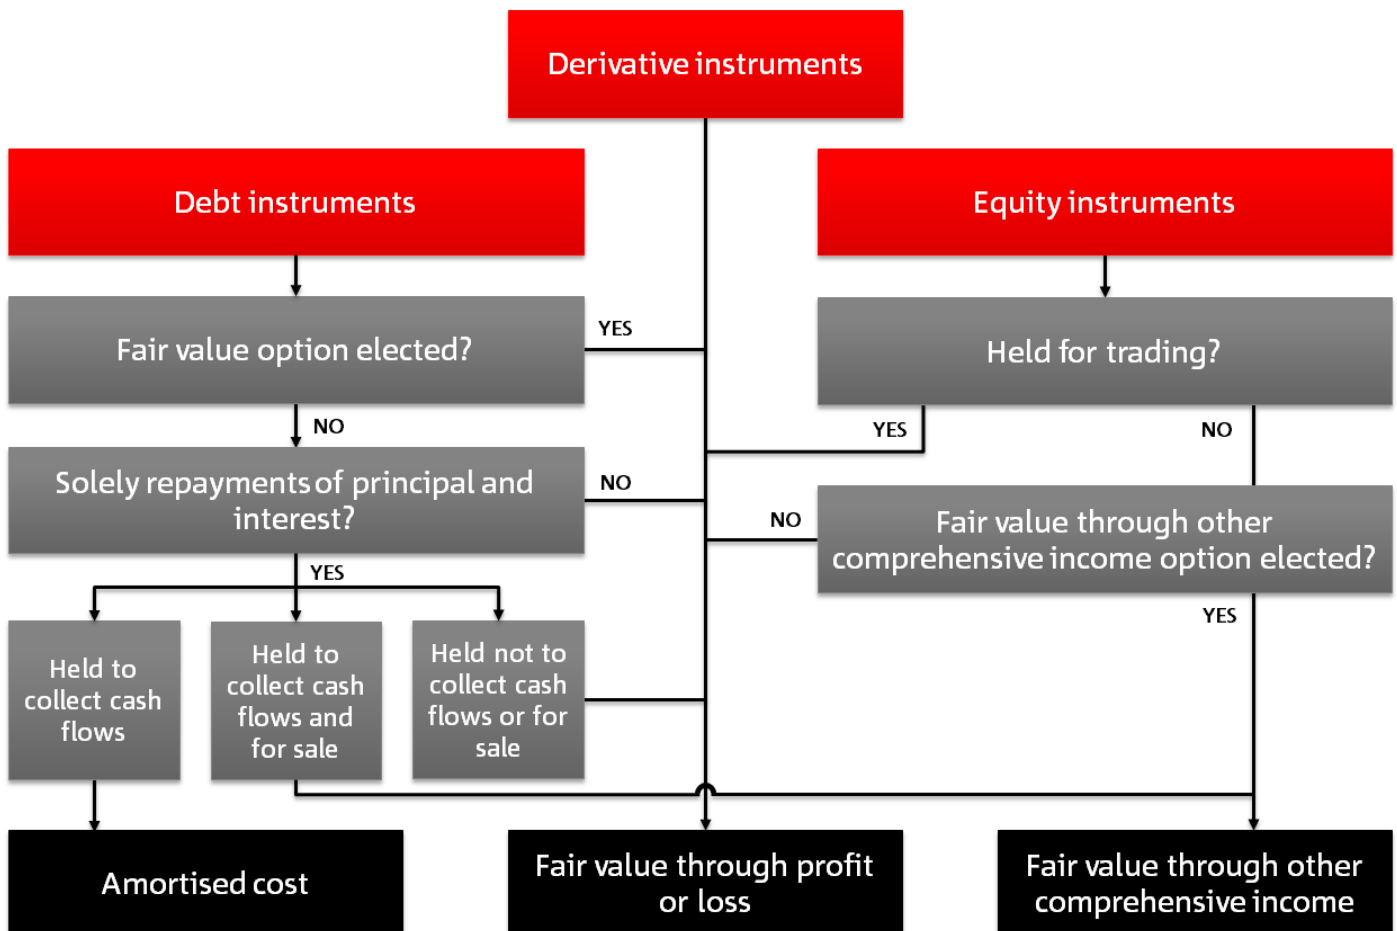 Derivative instruments
Debt instruments
Equity instruments
Fair value option elected?
YES
Held for trading?
NO
YES
NO
Solely repayments of principal and
interest?
NO
NO
Fair value through other
comprehensive income option elected?
YES
YES
Held to
collect cash
flows
Held to
collect cash
flows and
for sale
Held not to
collect cash
flows or for
sale
Amortised cost
Fair value through profit
or loss
Fair value through other
comprehensive income